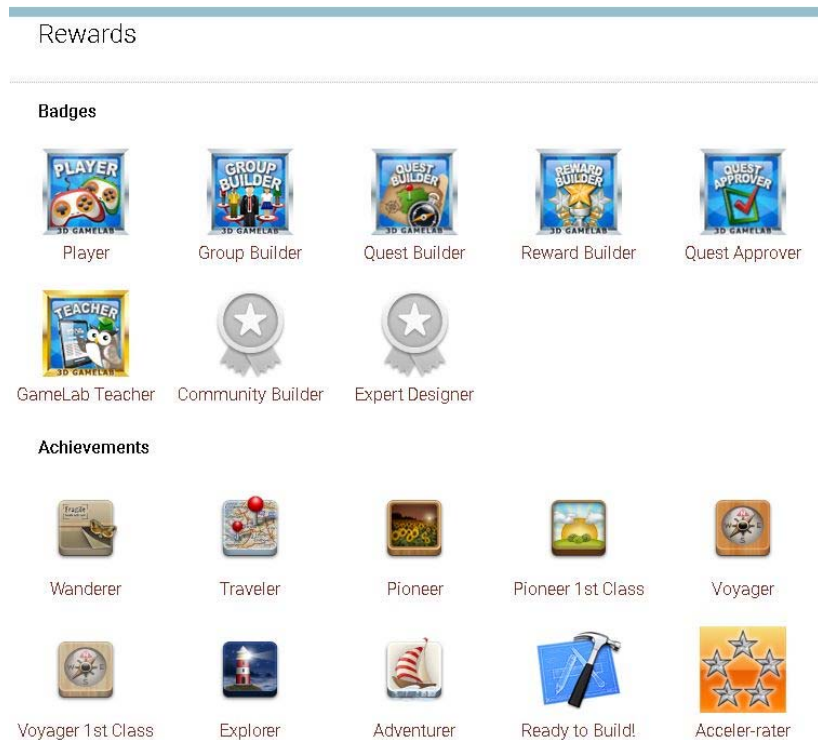 Rewards
Badges
PLAYER
3D GAMELAB
GROUP
BUILDER
3D GAMELAB
QUEST
BUILDER
3D GAMELAB
REWARD
BUILDER
3D GAMELAB
QUEST
APPROVER
3D GAMELAB
Player Group Builder Quest Builder Reward Builder Quest Approver
TEACHER
3D GAMELAB
GameLab Teacher Community Builder Expert Designer
Achievements
Fragile
Wanderer Traveler Pioneer Pioneer 1st Class Voyager
Voyager 1st Class Explorer Adventurer Ready to Build! Acceler-rater